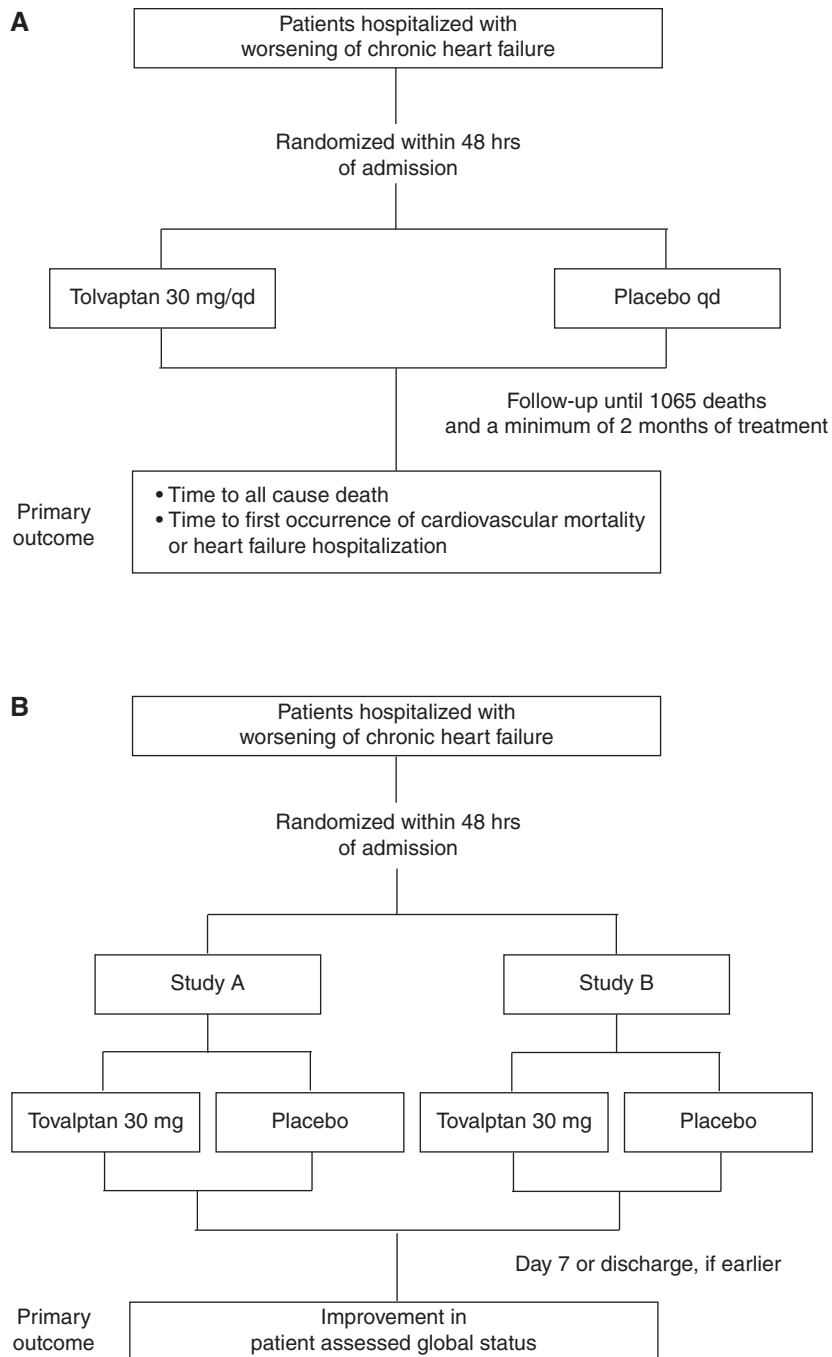 A
Patients hospitalized with
worsening of chronic heart failure
Randomized within 48 hrs
of admission
Tolvaptan 30 mg/qd
Placebo qd
Follow-up until 1065 deaths
and a minimum of 2 months of treatment
Primary
outcome
• Time to all cause death
• Time to first occurrence of cardiovascular mortality
or heart failure hospitalization
B
Patients hospitalized with
worsening of chronic heart failure
Randomized within 48 hrs
of admission
Study A
Study B
Tovalptan 30 mg
Placebo
Tovalptan 30 mg
Placebo
Day 7 or discharge, if earlier
Primary
outcome
Improvement in
patient assessed global status